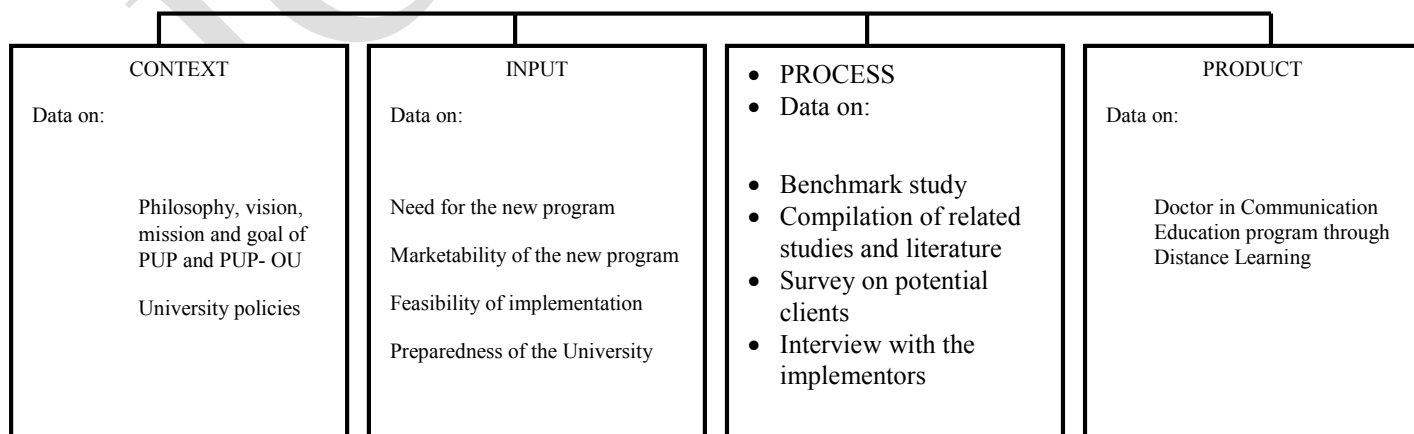 CONTEXT
Data on:
Philosophy, vision,
mission and goal of
PUP and PUP- OU
University policies
INPUT
Data on:
Need for the new program
Marketability of the new program
Feasibility of implementation
Preparedness of the University
• PROCESS
• Data on:
• Benchmark study
• Compilation of related
studies and literature
• Survey on potential
clients
• Interview with the
implementors
PRODUCT
Data on:
Doctor in Communication
Education program through
Distance Learning